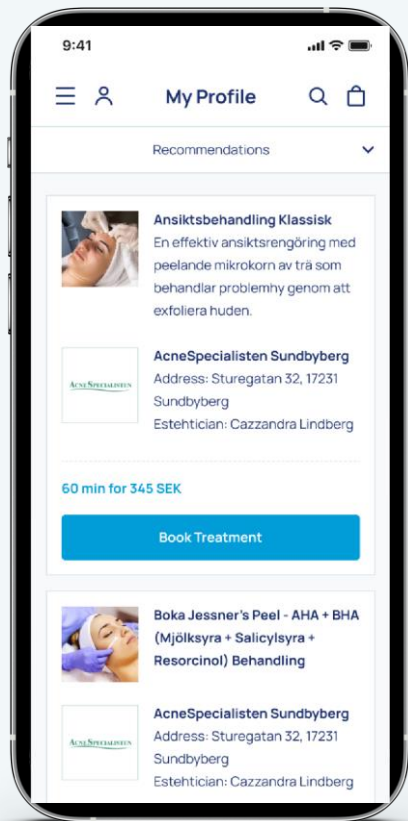 9:41
My Profile
Recommendations
Ansiktsbehandling Klassisk
En effektiv ansiktsrengöring med
peelande mikrokorn av trä som
behandlar problemhy genom att
exfoliera huden.
ACNESPECIALISTEN
AcneSpecialisten Sundbyberg
Address: Sturegatan 32, 17231
Sundbyberg
Estehtician: Cazzandra Lindberg
60 min for 345 SEK
Book Treatment
Boka Jessner's Peel - AHA + BHA
(Mjölksyra + Salicylsyra +
Resorcinol) Behandling
ACNESPECIALISTEN
AcneSpecialisten Sundbyberg
Address: Sturegatan 32, 17231
Sundbyberg
Estehtician: Cazzandra Lindberg